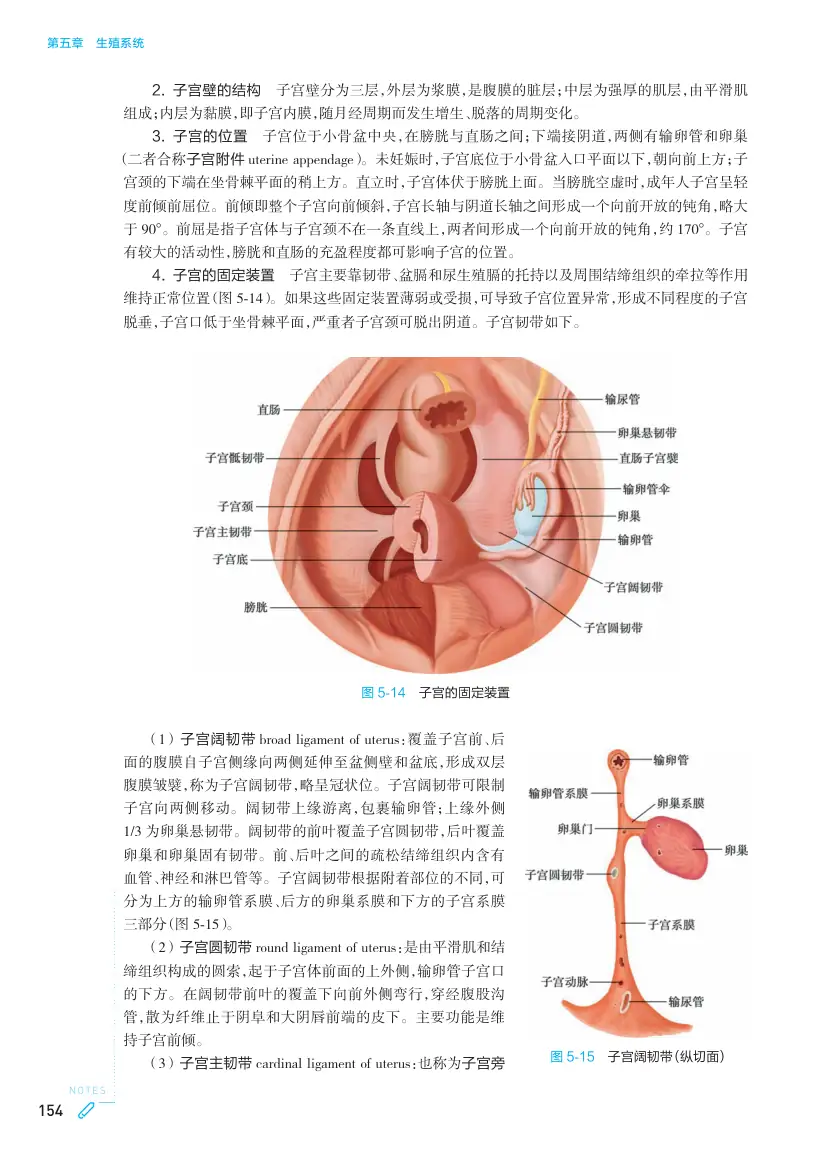 第五章 生殖系统
2. 子宫壁的结构 子宫壁分为三层，外层为浆膜，是腹膜的脏层；中层为强厚的肌层，由平滑肌
组成；内层为黏膜，即子宫内膜，随月经周期而发生增生、脱落的周期变化。
3. 子宫的位置 子宫位于小骨盆中央，在膀胱与直肠之间；下端接阴道，两侧有输卵管和卵巢
（二者合称子宫附件 uterine appendage）。未妊娠时，子宫底位于小骨盆入口平面以下，朝向前上方；子
宫颈的下端在坐骨棘平面的稍上方。直立时，子宫体伏于膀胱上面。当膀胱空虚时，成年人子宫呈轻
度前倾前屈位。前倾即整个子宫向前倾斜，子宫长轴与阴道长轴之间形成一个向前开放的钝角，略大
于 90°。前屈是指子宫体与子宫颈不在一条直线上，两者间形成一个向前开放的钝角，约 170°。子宫
有较大的活动性，膀胱和直肠的充盈程度都可影响子宫的位置。
4. 子宫的固定装置 子宫主要靠韧带、盆膈和尿生殖膈的托持以及周围结缔组织的牵拉等作用
维持正常位置（图 5-14）。如果这些固定装置薄弱或受损，可导致子宫位置异常，形成不同程度的子宫
脱垂，子宫口低于坐骨棘平面，严重者子宫颈可脱出阴道。子宫韧带如下。
直肠
子宫骶韧带
子宫颈
子宫主韧带
子宫底
膀胱
输尿管
卵巢悬韧带
直肠子宫襞
输卵管伞
卵巢
输卵管
子宫阔韧带
子宫圆韧带
图 5-14 子宫的固定装置
（1）子宫阔韧带 broad ligament of uterus：覆盖子宫前、后
面的腹膜自子宫侧缘向两侧延伸至盆侧壁和盆底，形成双层
腹膜皱襞，称为子宫阔韧带，略呈冠状位。子宫阔韧带可限制
子宫向两侧移动。阔韧带上缘游离，包裹输卵管；上缘外侧
1/3 为卵巢悬韧带。阔韧带的前叶覆盖子宫圆韧带，后叶覆盖
卵巢和卵巢固有韧带。前、后叶之间的疏松结缔组织内含有
血管、神经和淋巴管等。子宫阔韧带根据附着部位的不同，可
分为上方的输卵管系膜、后方的卵巢系膜和下方的子宫系膜
三部分（图 5-15）。
（2）子宫圆韧带 round ligament of uterus：是由平滑肌和结
缔组织构成的圆索，起于子宫体前面的上外侧，输卵管子宫口
的下方。在阔韧带前叶的覆盖下向前外侧弯行，穿经腹股沟
管，散为纤维止于阴阜和大阴唇前端的皮下。主要功能是维
持子宫前倾。
（3）子宫主韧带 cardinal ligament of uterus：也称为子宫旁
输卵管
输卵管系膜
卵巢系膜
卵巢门
卵巢
子宫圆韧带
子宫系膜
子宫动脉
输尿管
图 5-15 子宫阔韧带（纵切面）
NOTES
154